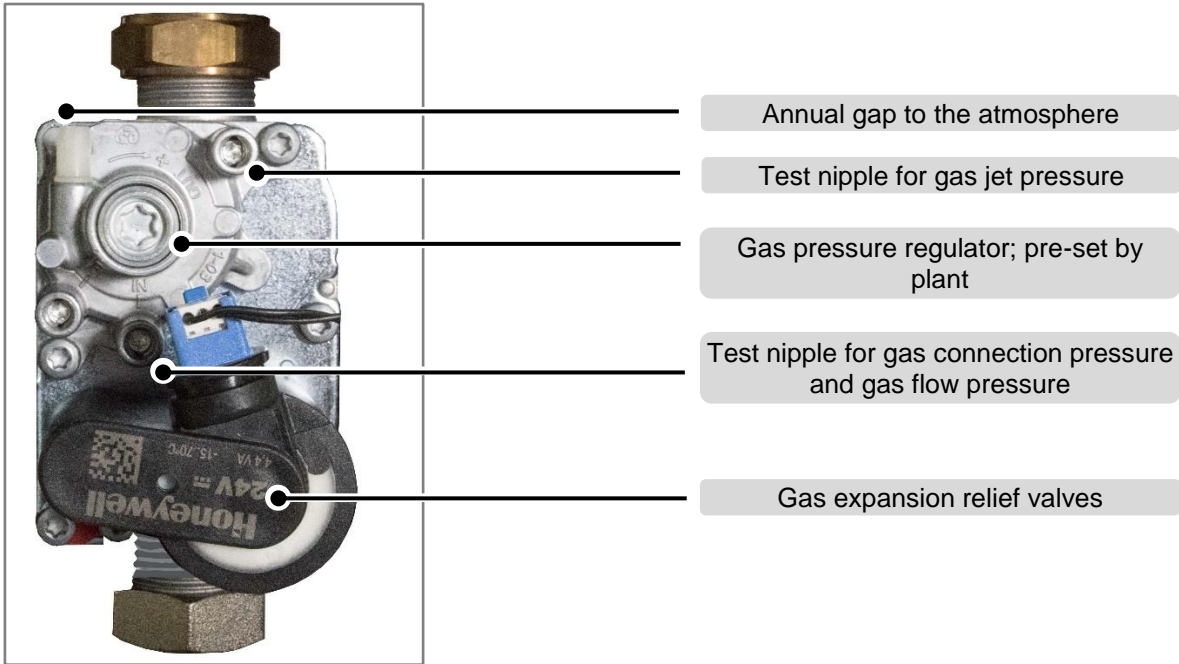 Annual gap to the atmosphere
Test nipple for gas jet pressure
Gas pressure regulator; pre-set by
plant
Test nipple for gas connection pressure
and gas flow pressure
Gas expansion relief valves
IN
Honeywell
24V
4.4 VA -15..70°C